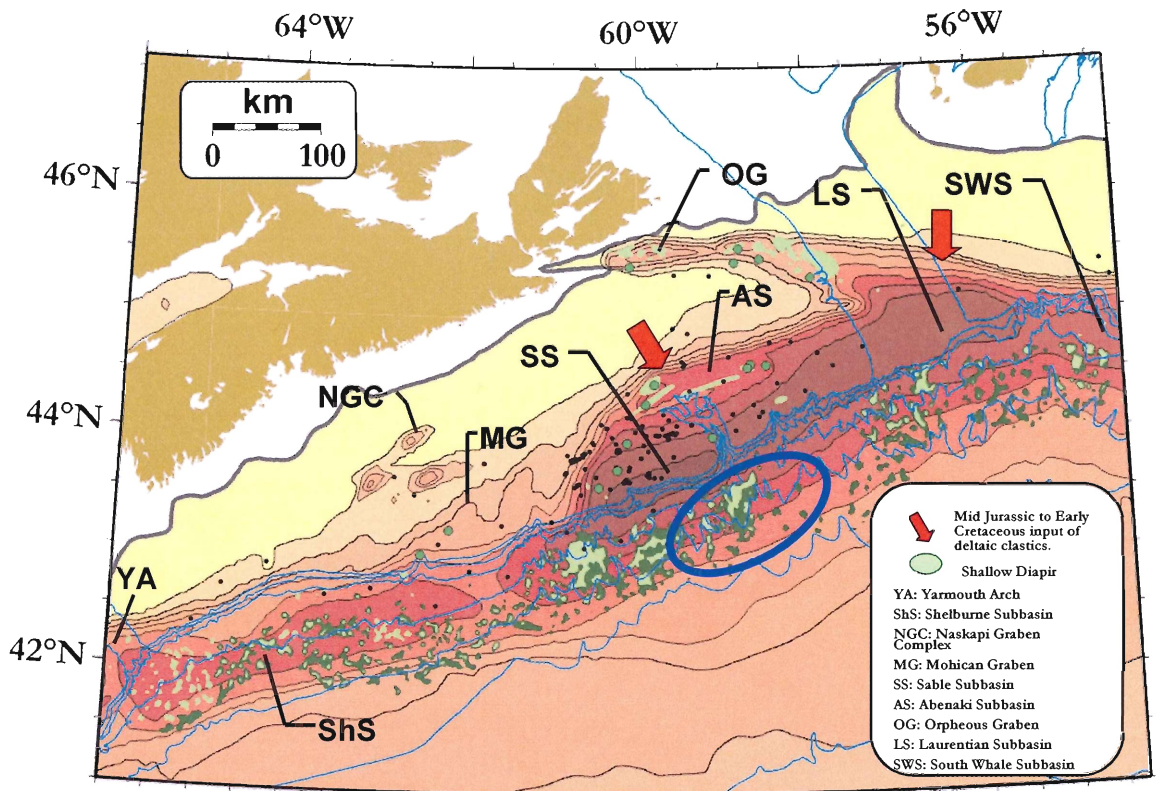 64°W
60°W
56°W
km
0 100
46°N
44°N
42°N
OG
LS
SWS
AS
SS
NGC
MG
YA
ShS
Mid Jurassic to Early
Cretaceous input of
deltaic clastics.
Shallow Diapir
YA: Yarmouth Arch
ShS: Shelburne Subbasin
NGC: Naskapi Graben
Complex
MG: Mohican Graben
SS: Sable Subbasin
AS: Abenaki Subbasin
OG: Orpheous Graben
LS: Laurentian Subbasin
SWS: South Whale Subbasin